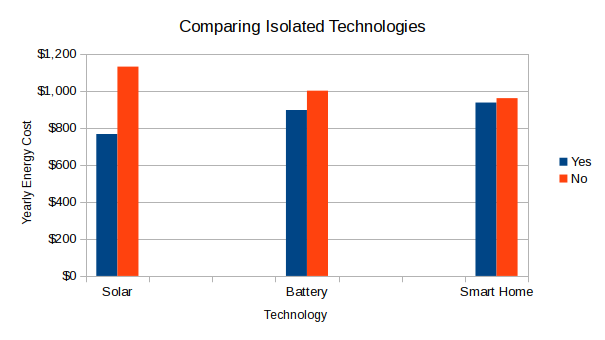 Comparing Isolated Technologies
$1,200
$1,000
$800
$600
$400
$200
$0
Yearly Energy Cost
Solar
Battery
Smart Home
Technology
Yes
No